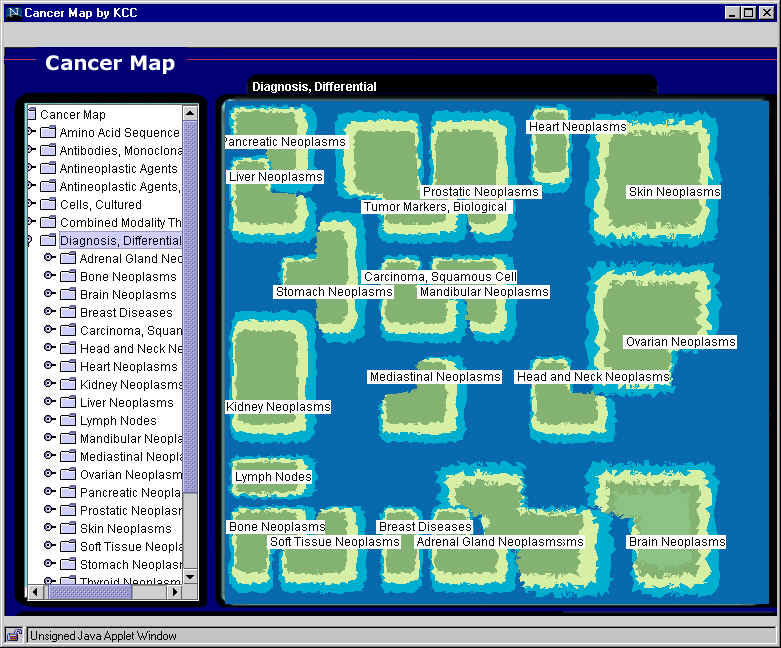 Cancer Map by KCC
Cancer Map
Diagnosis, Differential
Cancer Map
Amino Acid Sequence
Antibodies, Monoclona
Antineoplastic Agents
Antineoplastic Agents,
Cells, Cultured
Combined Modality Th
Diagnosis, Differential
Adrenal Gland Neo
Bone Neoplasms
Brain Neoplasms
Breast Diseases
Carcinoma, Squan
Head and Neck Ne
Heart Neoplasms
Kidney Neoplasms
Liver Neoplasms
Lymph Nodes
Mandibular Neopla
Mediastinal Neopla
Ovarian Neoplasm
Pancreatic Neopla
Prostatic Neoplasm
Skin Neoplasms
Soft Tissue Neopla
Stomach Neoplasm
Thyroid Neoplasm
Heart Neoplasms
Pancreatic Neoplasms
Liver Neoplasms
Prostatic Neoplasms
Skin Neoplasms
Tumor Markers, Biological
Carcinoma, Squamous Cell
Stomach Neoplasms
Mandibular Neoplasms
Ovarian Neoplasms
Mediastinal Neoplasms
Head and Neck Neoplasms
Kidney Neoplasms
Lymph Nodes
Bone Neoplasms
Breast Diseases
Soft Tissue Neoplasms
Adrenal Gland Neoplasms
Brain Neoplasms
Unsigned Java Applet Window